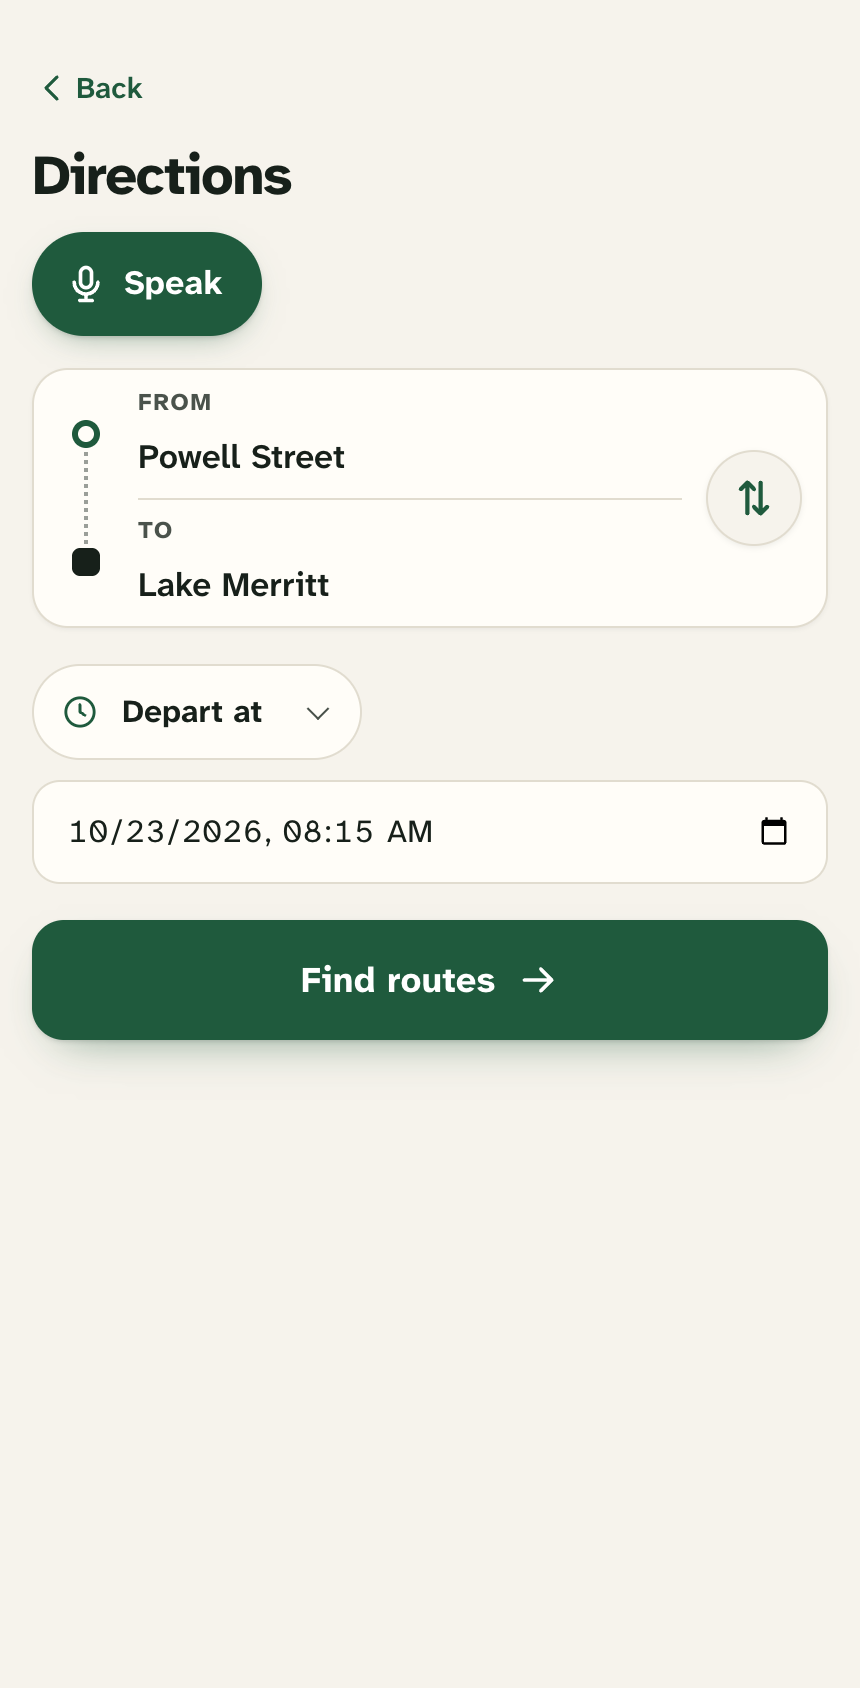 Back
Directions
Speak
FROM
Powell Street
TO
Lake Merritt
Depart at
10/23/2026, 08:15 AM
Find routes